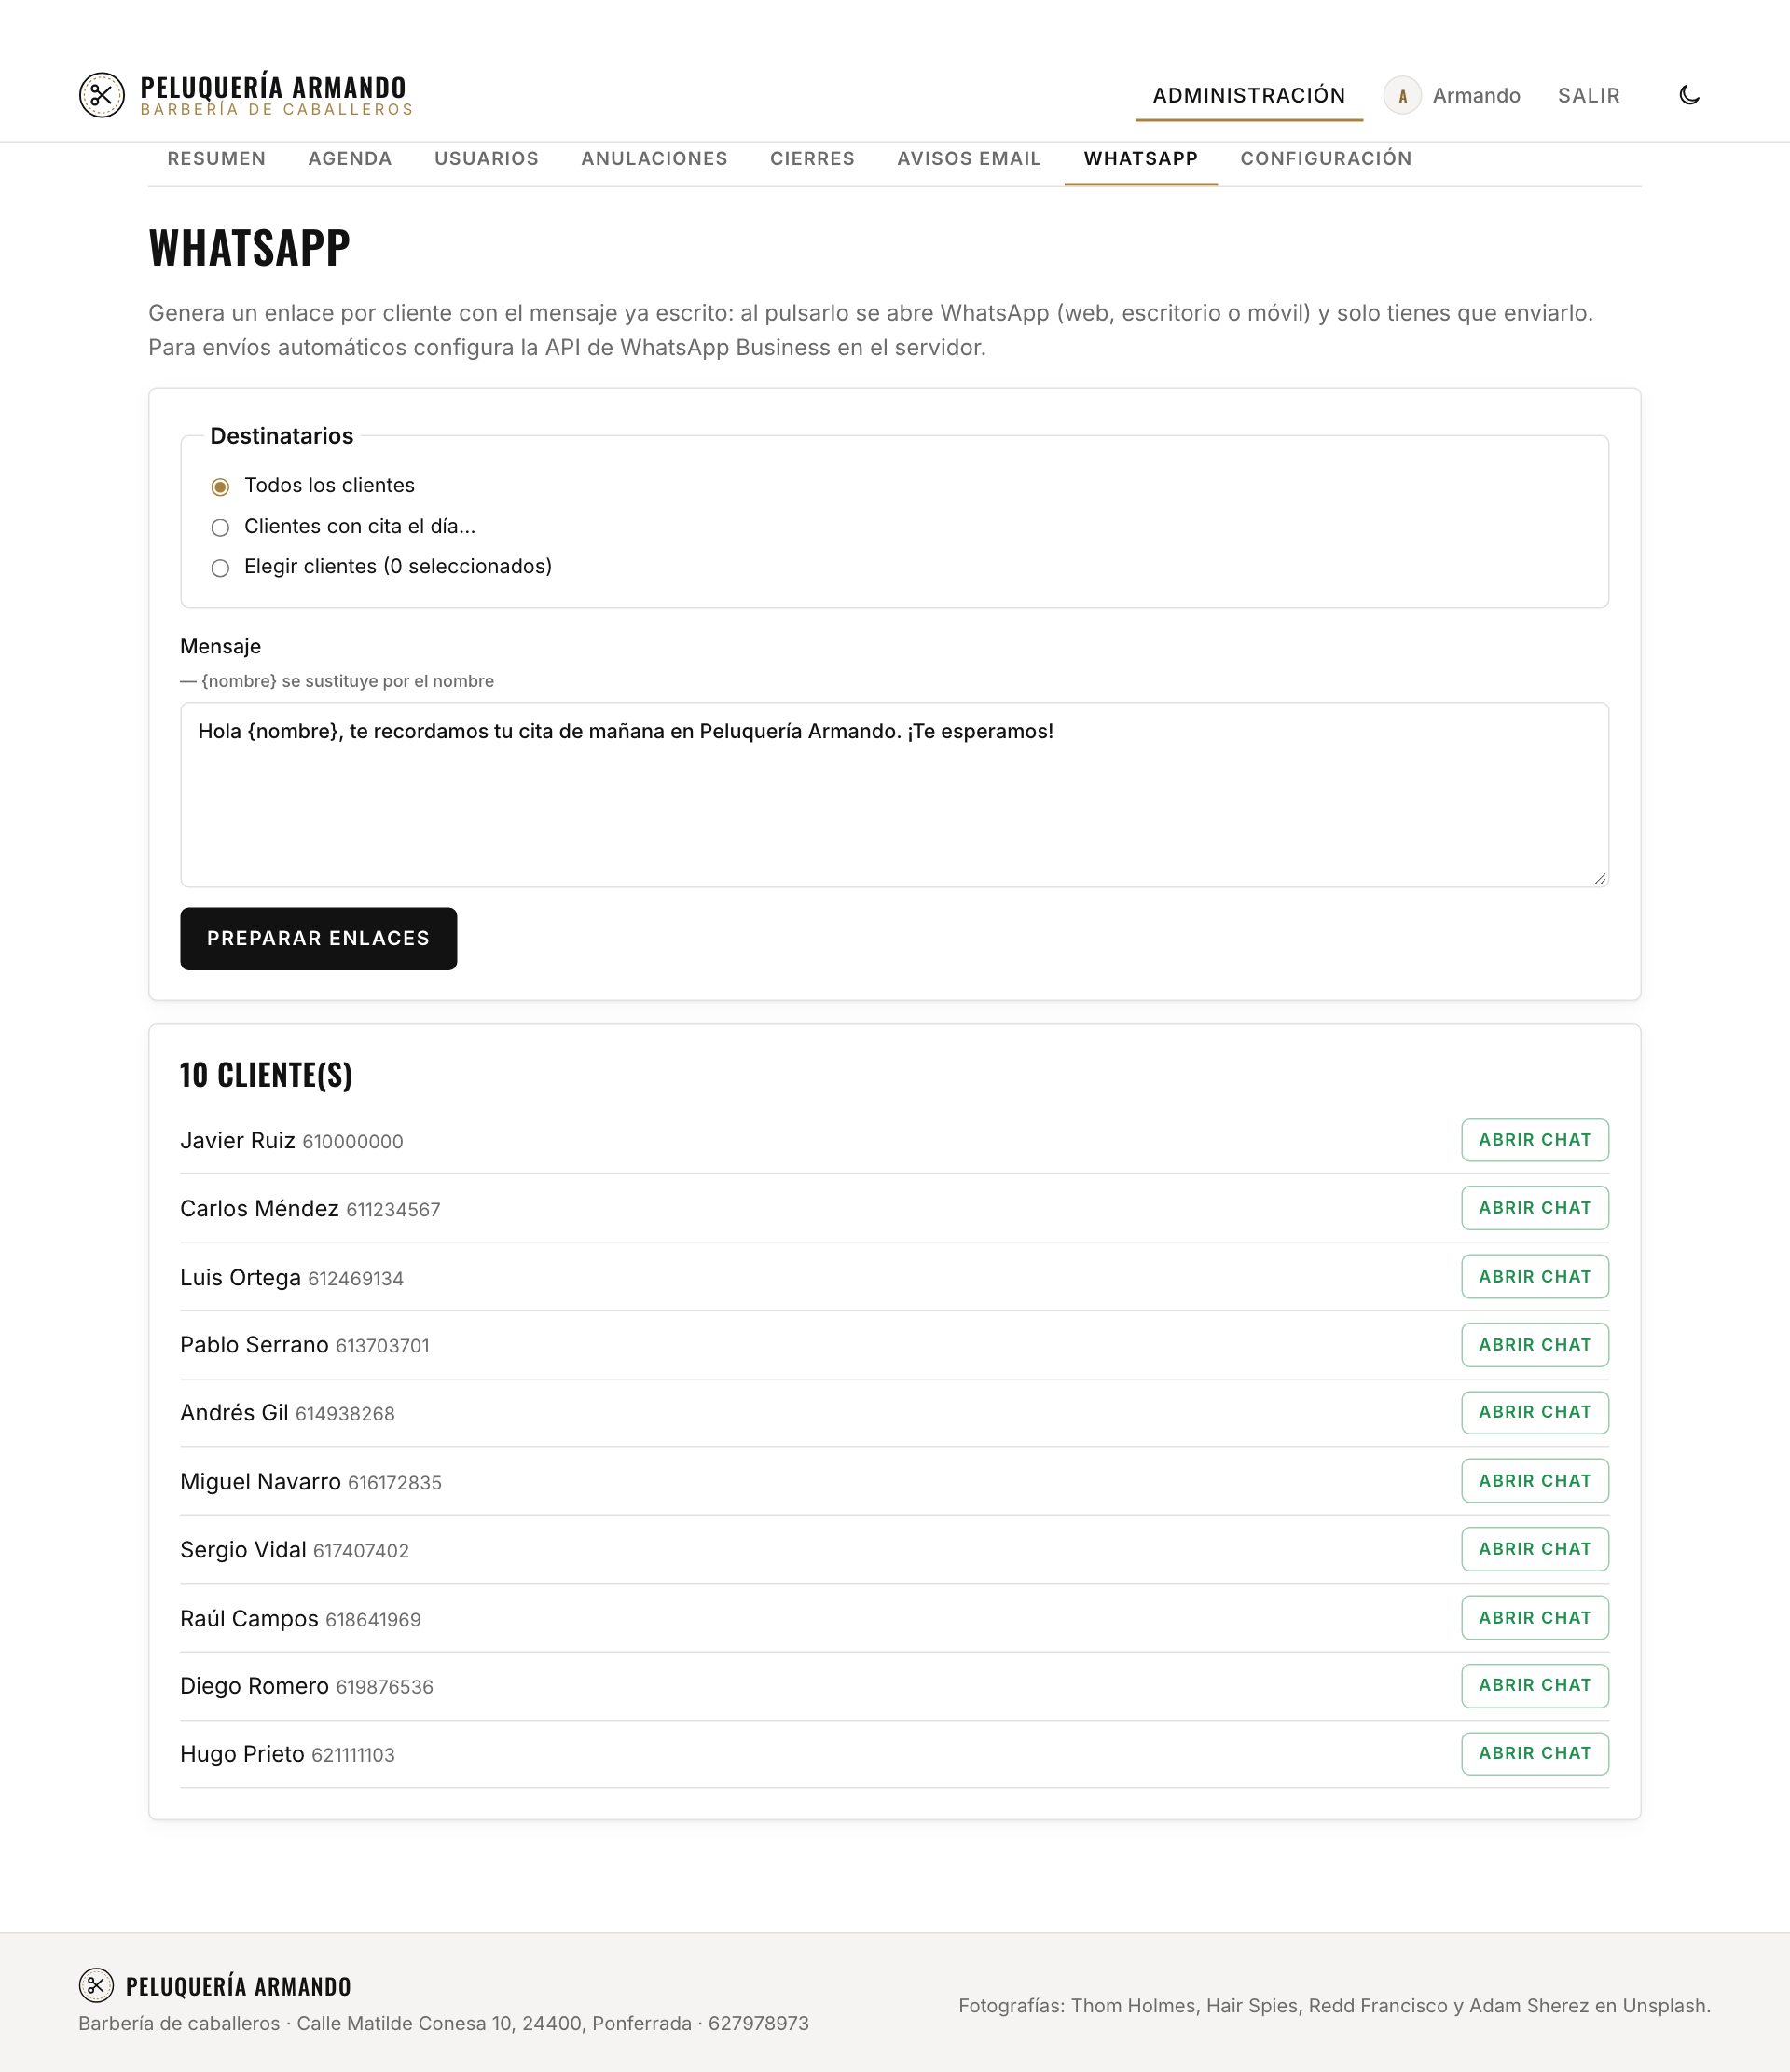 PELUQUERÍA ARMANDO
BARBERÍA DE CABALLEROS
ADMINISTRACIÓN
A
Armando
SALIR
RESUMEN
AGENDA
USUARIOS
ANULACIONES
CIERRES
AVISOS EMAIL
WHATSAPP
CONFIGURACIÓN
WHATSAPP
Genera un enlace por cliente con el mensaje ya escrito: al pulsarlo se abre WhatsApp (web, escritorio o móvil) y solo tienes que enviarlo.
Para envíos automáticos configura la API de WhatsApp Business en el servidor.
Destinatarios
Todos los clientes
Clientes con cita el día...
Elegir clientes (0 seleccionados)
Mensaje
— {nombre} se sustituye por el nombre
Hola {nombre}, te recordamos tu cita de mañana en Peluquería Armando. ¡Te esperamos!
PREPARAR ENLACES
10 CLIENTE(S)
Javier Ruiz 610000000 ABRIR CHAT
Carlos Méndez 611234567 ABRIR CHAT
Luis Ortega 612469134 ABRIR CHAT
Pablo Serrano 613703701 ABRIR CHAT
Andrés Gil 614938268 ABRIR CHAT
Miguel Navarro 616172835 ABRIR CHAT
Sergio Vidal 617407402 ABRIR CHAT
Raúl Campos 618641969 ABRIR CHAT
Diego Romero 619876536 ABRIR CHAT
Hugo Prieto 621111103 ABRIR CHAT
PELUQUERÍA ARMANDO
Barbería de caballeros · Calle Matilde Conesa 10, 24400, Ponferrada · 627978973
Fotografías: Thom Holmes, Hair Spies, Redd Francisco y Adam Sherez en Unsplash.